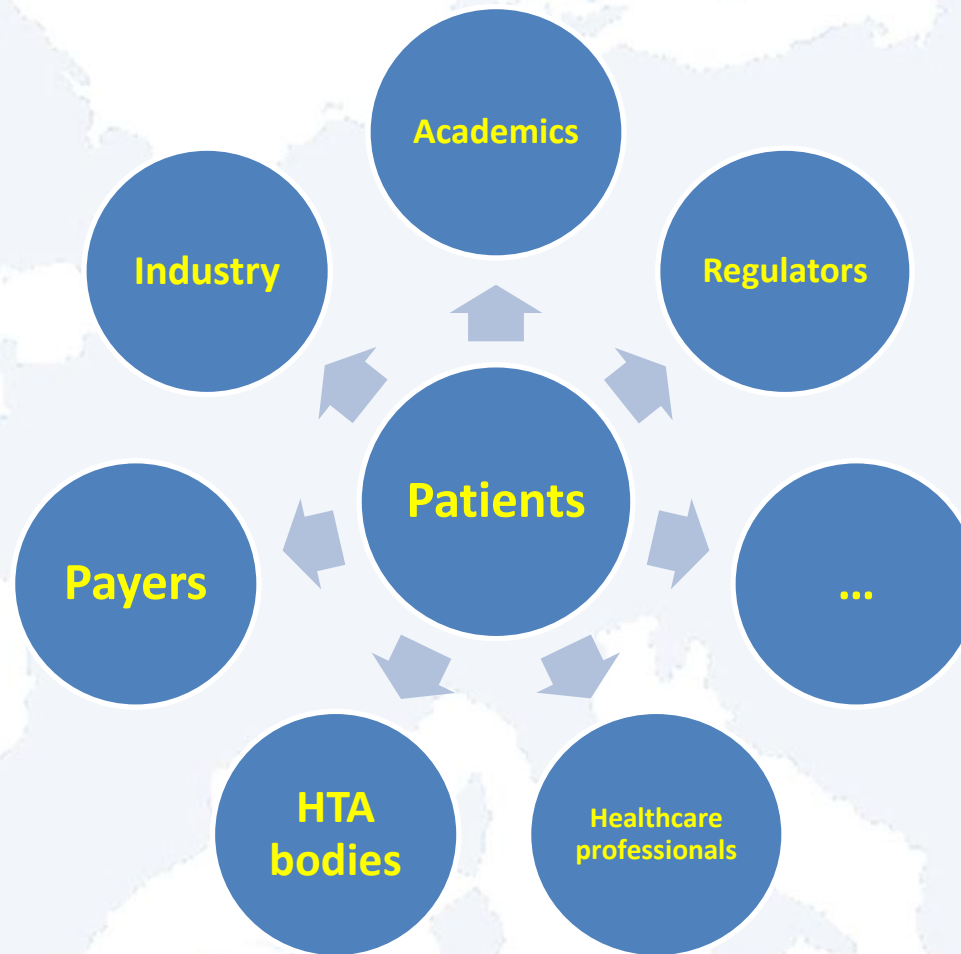 Academics
Industry
Regulators
Patients
Payers
...
HTA
bodies
Healthcare
professionals